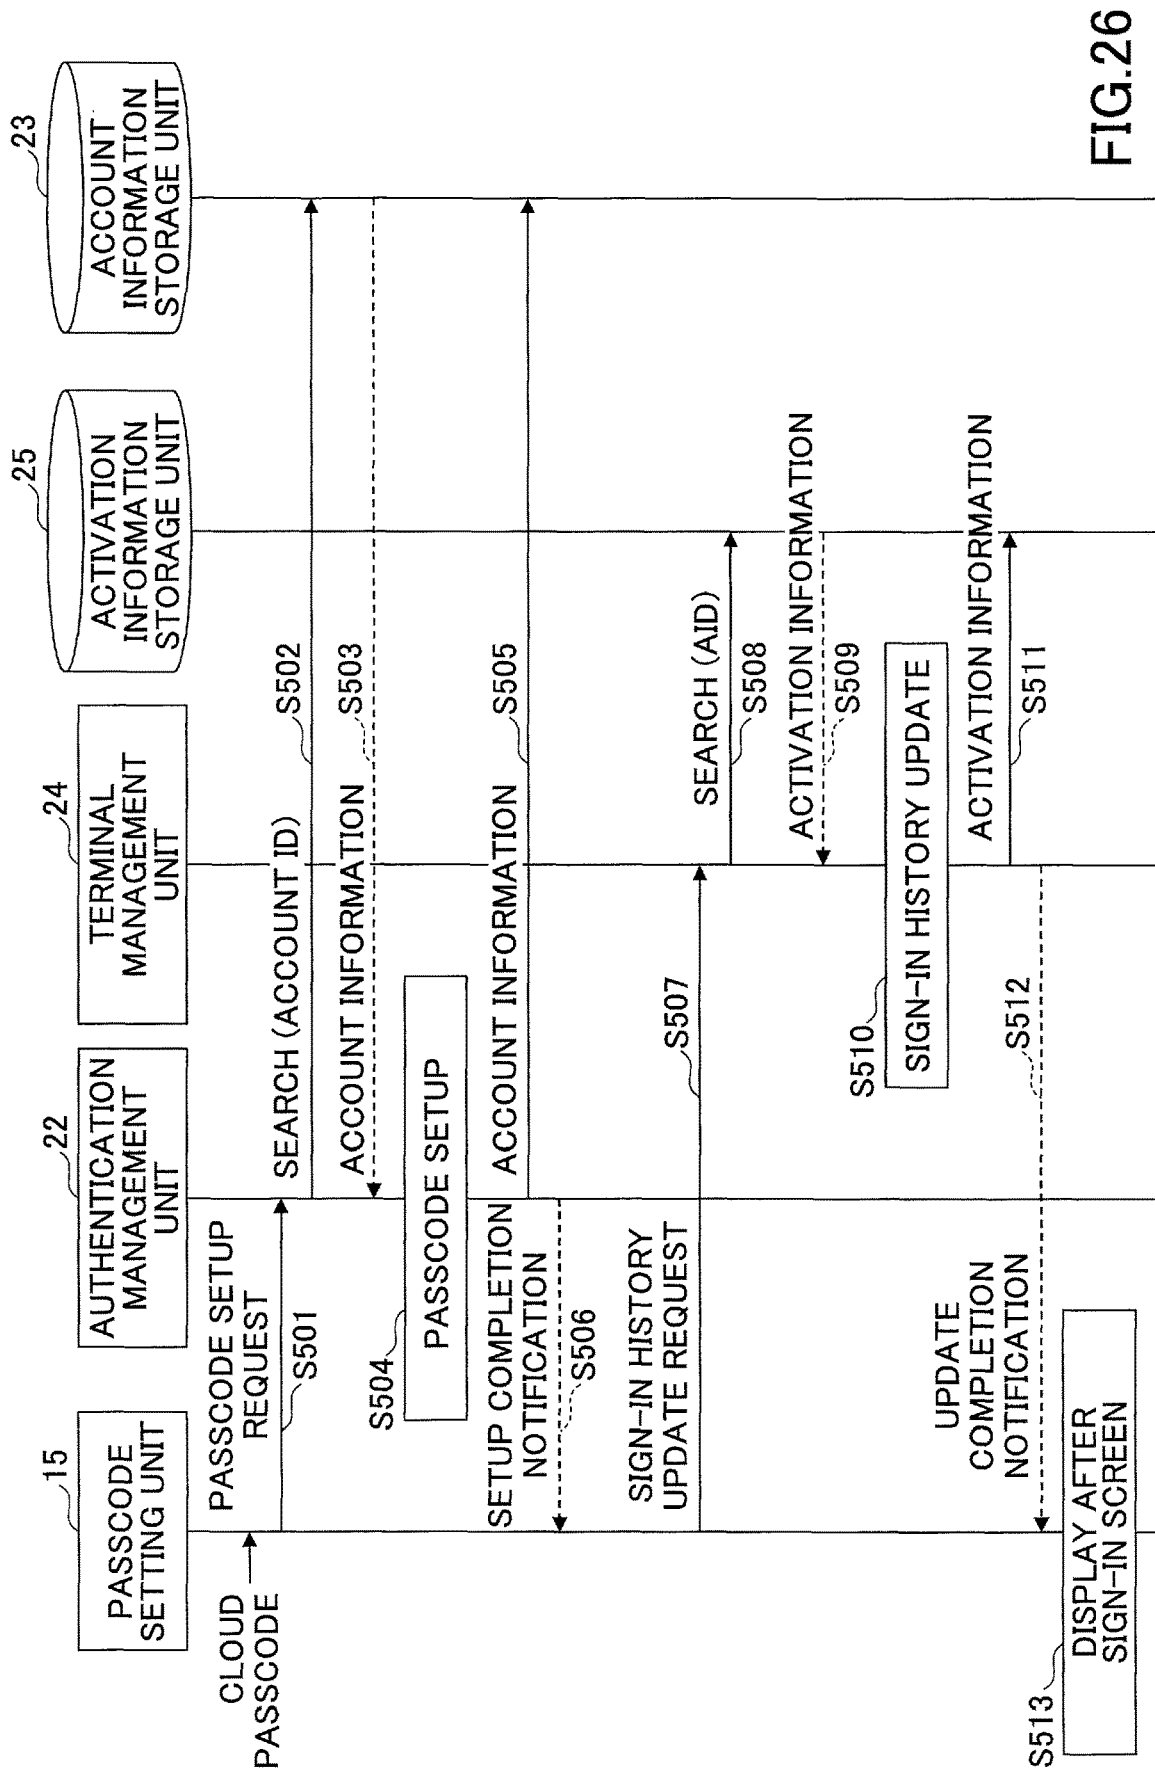 FIG.26
15
PASSCODE
SETTING UNIT
22
AUTHENTICATION
MANAGEMENT
UNIT
24
TERMINAL
MANAGEMENT
UNIT
25
ACTIVATION
INFORMATION
STORAGE UNIT
23
ACCOUNT
INFORMATION
STORAGE UNIT
CLOUD
PASSCODE
PASSCODE SETUP
REQUEST
S501
SEARCH (ACCOUNT ID)
S502
ACCOUNT INFORMATION
S503
S504
PASSCODE SETUP
ACCOUNT INFORMATION
S505
SETUP COMPLETION
NOTIFICATION
S506
SIGN-IN HISTORY
UPDATE REQUEST
S507
SEARCH (AID)
S508
ACTIVATION INFORMATION
S509
S510
SIGN-IN HISTORY UPDATE
ACTIVATION INFORMATION
S511
UPDATE
COMPLETION
NOTIFICATION
S512
S513
DISPLAY AFTER
SIGN-IN SCREEN